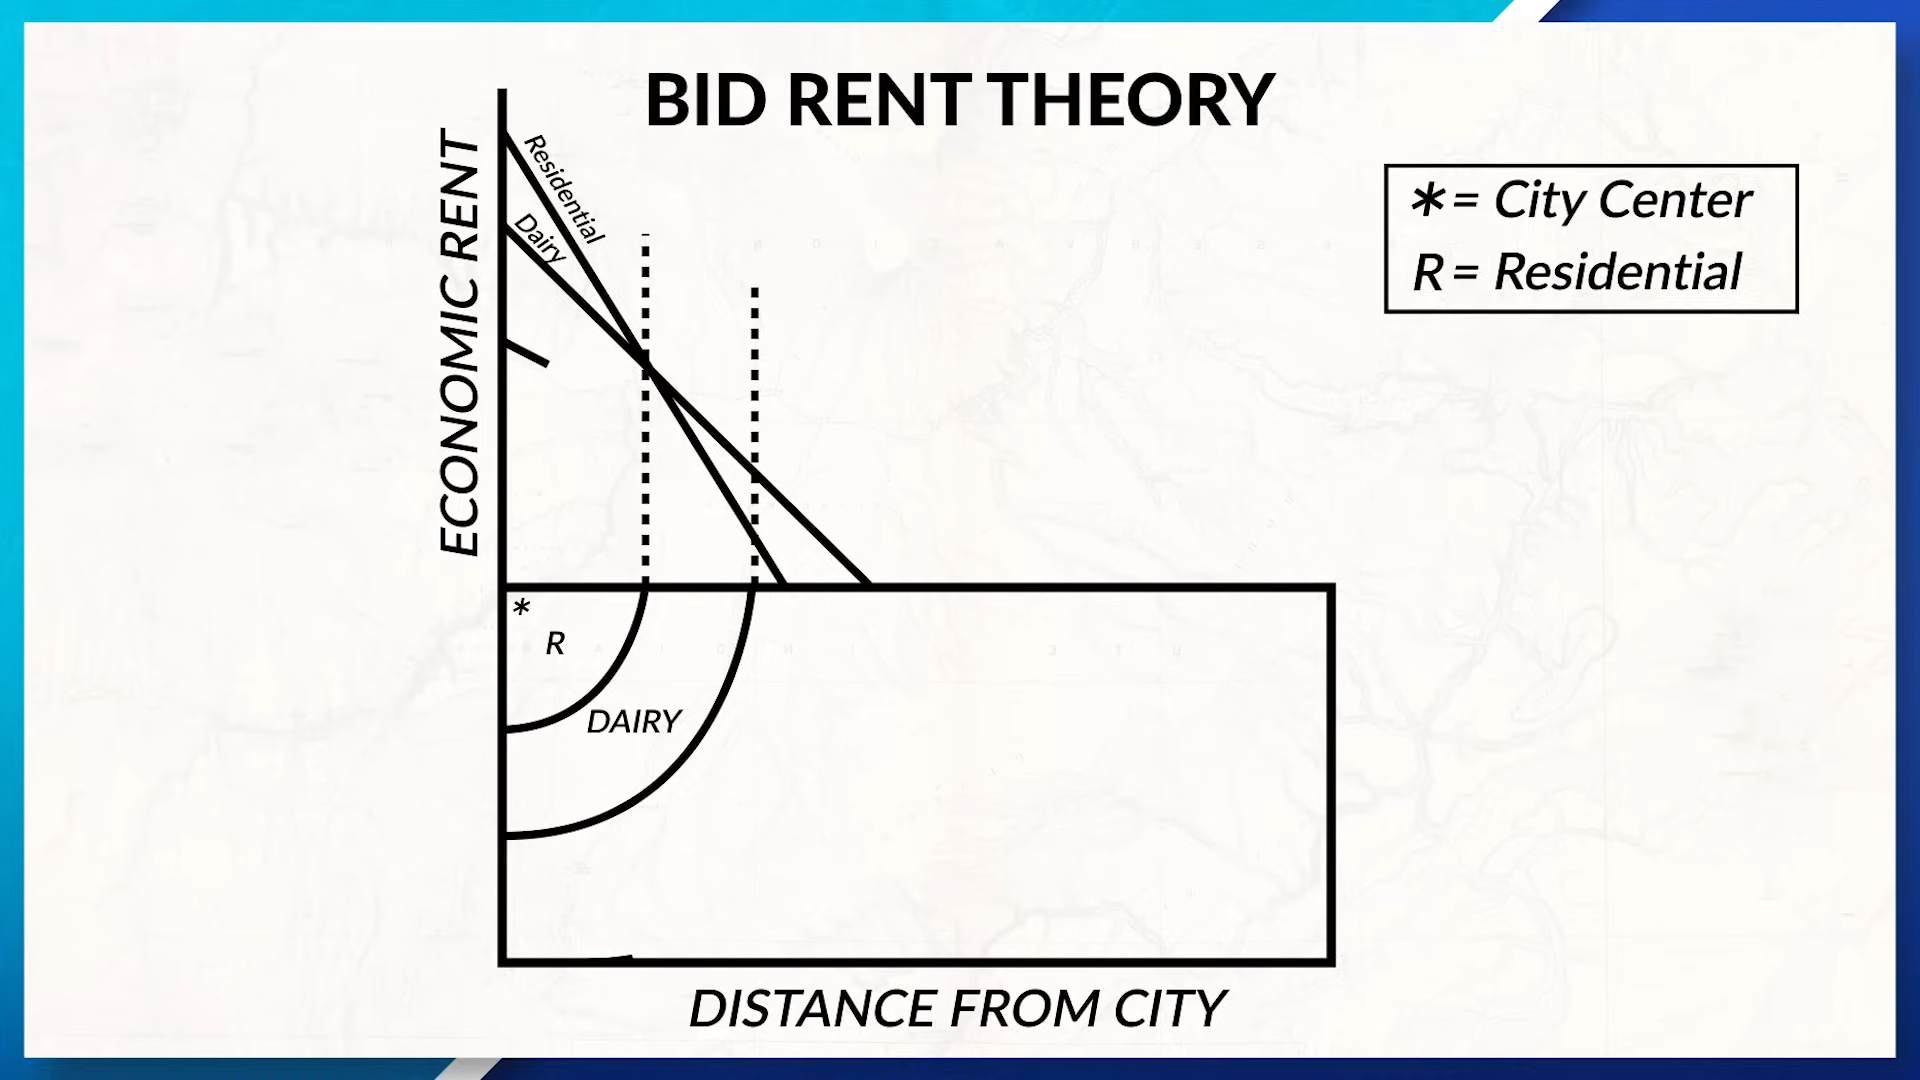 BID RENT THEORY
ECONOMIC RENT
Residential
Dairy
*= City Center
R = Residential
*
R
DAIRY
DISTANCE FROM CITY